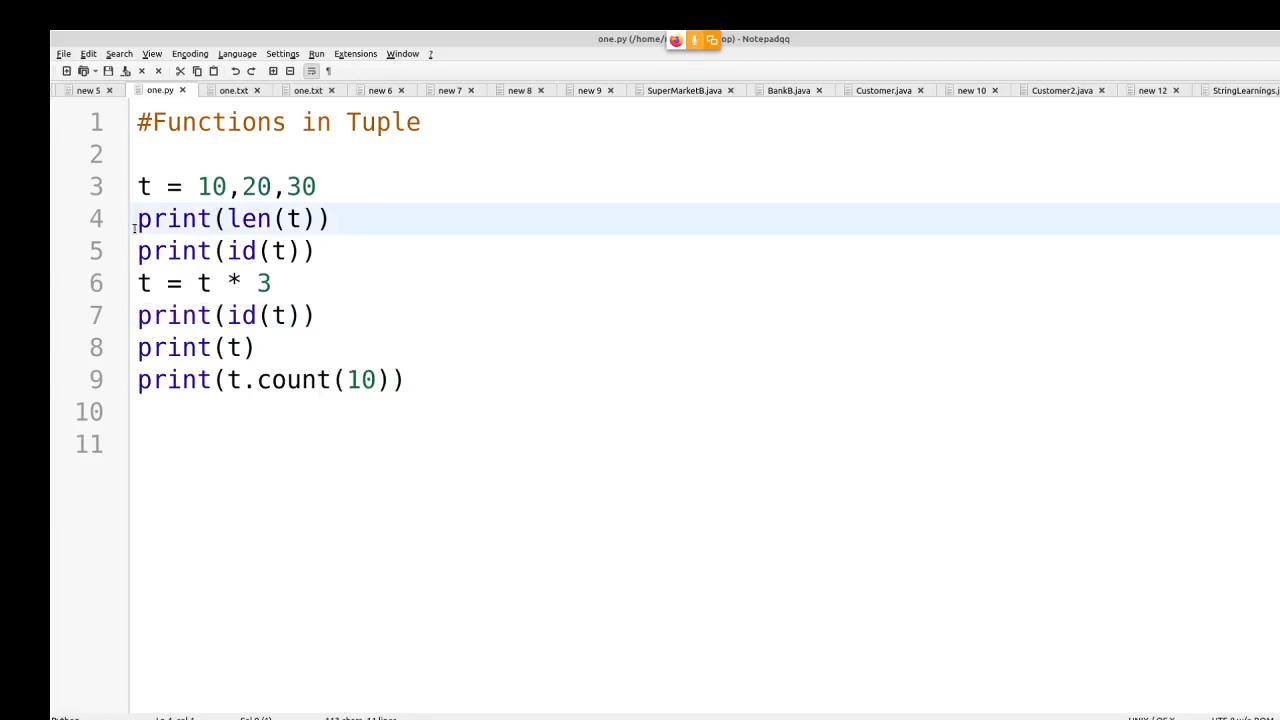 one.py (/home/ op) - Notepadqq
File Edit Search View Encoding Language Settings Run Extensions Window ?
new 5 one.py one.txt one.txt new 6 new 7 new 8 new 9 SuperMarketB.java BankB.java Customer.java new 10 Customer2.java new 12 StringLearnings.j
1 #Functions in Tuple
2
3 t = 10,20,30
4 print(len(t))
5 print(id(t))
6 t = t * 3
7 print(id(t))
8 print(t)
9 print(t.count(10))
10
11